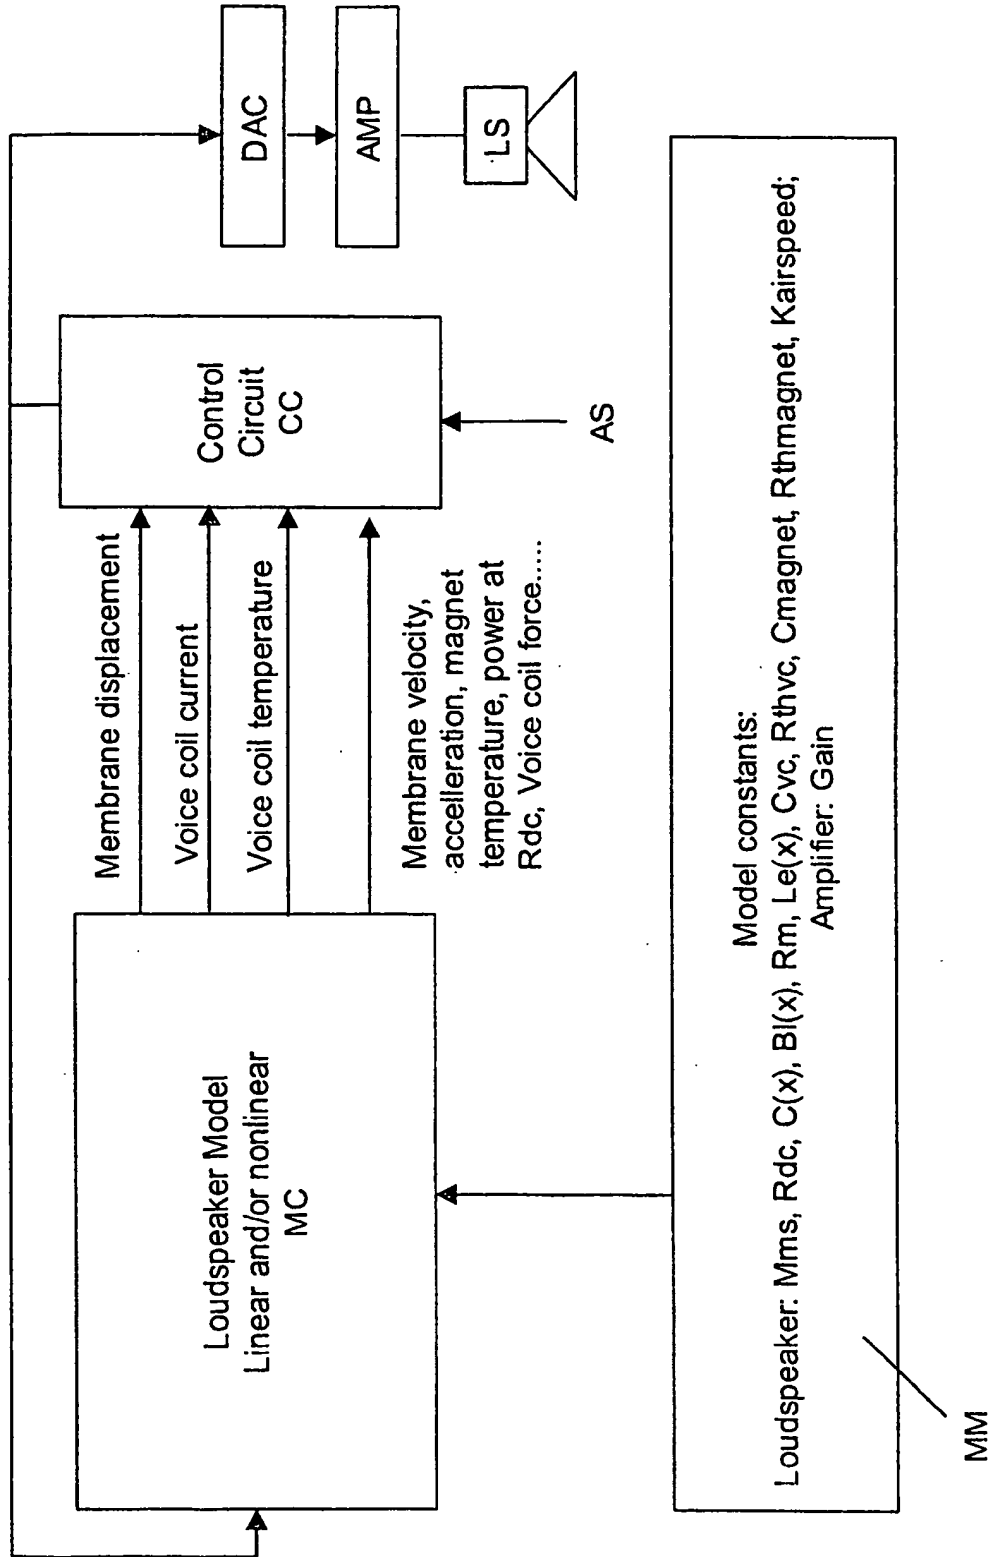 Loudspeaker Model
Linear and/or nonlinear
MC
Membrane displacement
Voice coil current
Voice coil temperature
Membrane velocity,
accelleration, magnet
temperature, power at
Rdc, Voice coil force.....
Control
Circuit
CC
AS
DAC
AMP
LS
Model constants:
Loudspeaker: Mms, Rdc, C(x), Bl(x), Rm, Le(x), Cvc, Rthvc, Cmagnet, Rthmagnet, Kairspeed;
Amplifier: Gain
MM